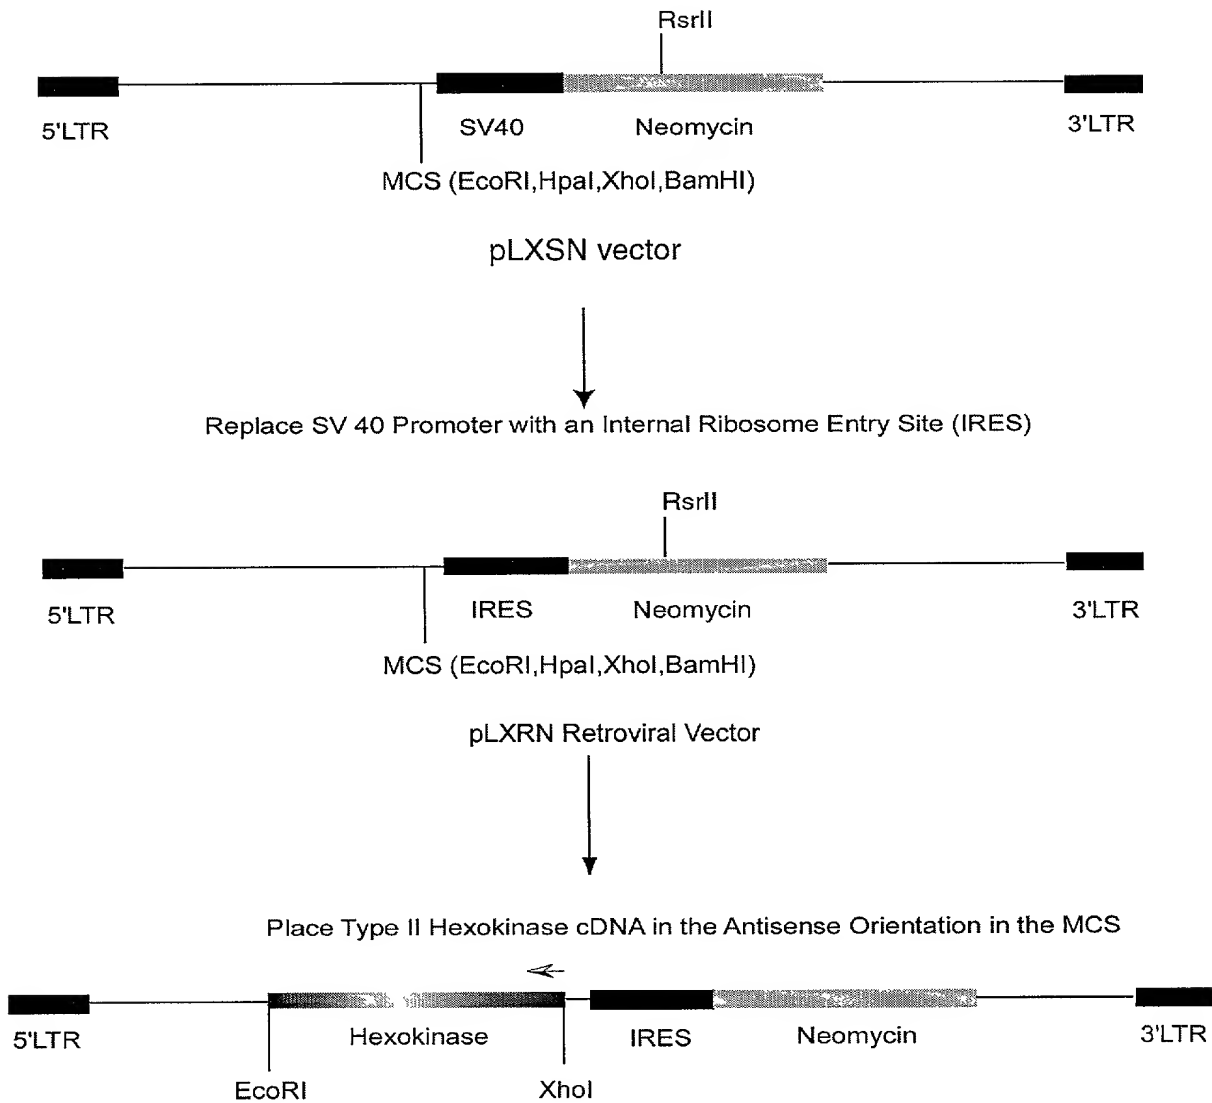 RsrII
5'LTR
SV40
Neomycin
3'LTR
MCS (EcoRI,HpaI,XhoI,BamHI)
pLXSN vector
Replace SV 40 Promoter with an Internal Ribosome Entry Site (IRES)
RsrII
5'LTR
IRES
Neomycin
3'LTR
MCS (EcoRI,HpaI,XhoI,BamHI)
pLXRN Retroviral Vector
Place Type II Hexokinase cDNA in the Antisense Orientation in the MCS
5'LTR
Hexokinase
IRES
Neomycin
3'LTR
EcoRI
XhoI